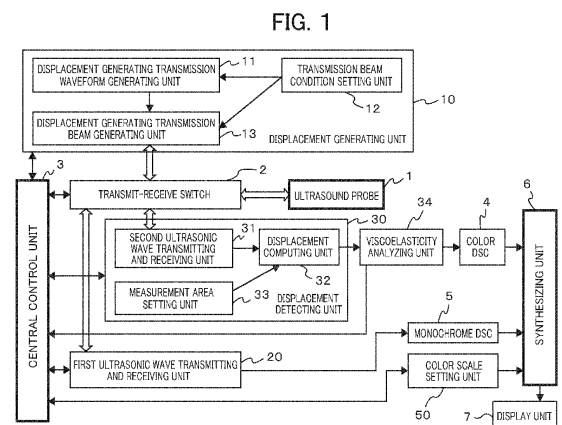 FIG. 1
DISPLACEMENT GENERATING TRANSMISSION
WAVEFORM GENERATING UNIT
11
TRANSMISSION BEAM
CONDITION SETTING UNIT
12
10
DISPLACEMENT GENERATING TRANSMISSION
BEAM GENERATING UNIT
13
DISPLACEMENT GENERATING UNIT
3
CENTRAL CONTROL UNIT
2
TRANSMIT-RECEIVE SWITCH
1
ULTRASOUND PROBE
6
SYNTHESIZING UNIT
30
31
SECOND ULTRASONIC
WAVE TRANSMITTING
AND RECEIVING UNIT
DISPLACEMENT
COMPUTING UNIT
32
34
VISCOELASTICITY
ANALYZING UNIT
4
COLOR
DSC
MEASUREMENT AREA
SETTING UNIT
33
DISPLACEMENT
DETECTING UNIT
5
MONOCHROME DSC
20
FIRST ULTRASONIC WAVE TRANSMITTING
AND RECEIVING UNIT
COLOR SCALE
SETTING UNIT
50
7
DISPLAY UNIT